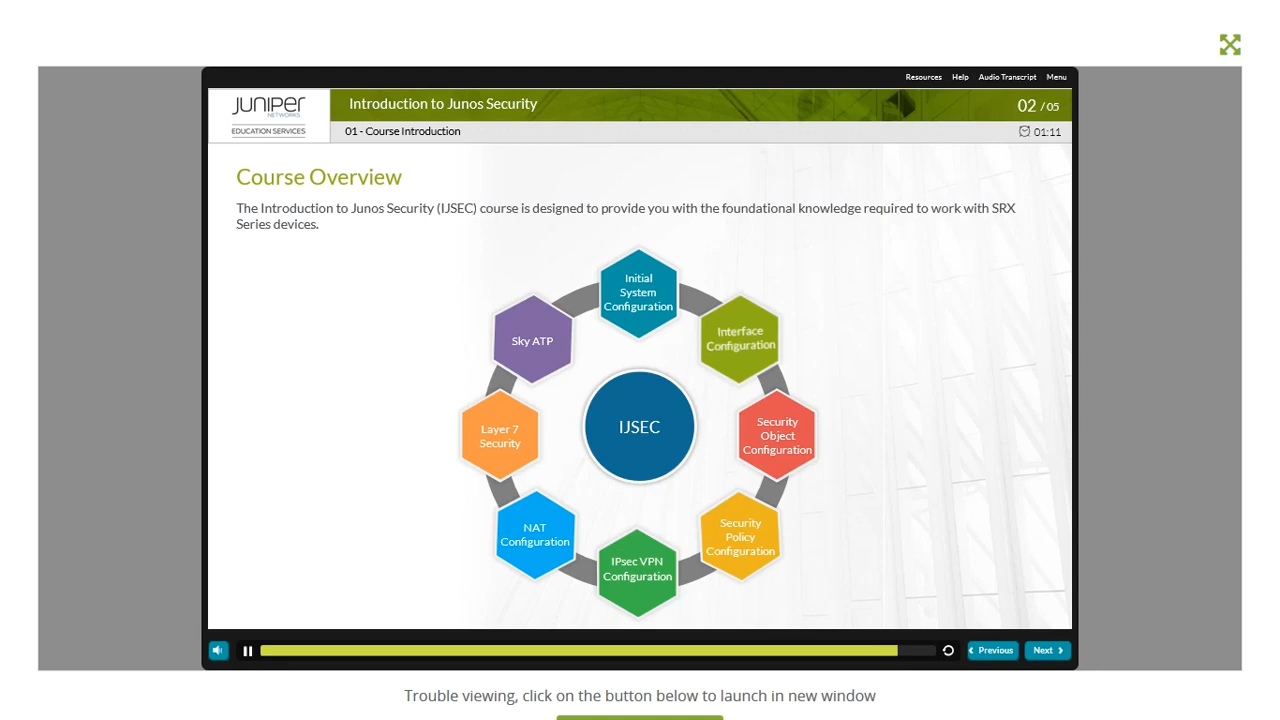 Resources Help Audio Transcript Menu
JUNIPER
NETWORKS
EDUCATION SERVICES
Introduction to Junos Security
02 / 05
01 - Course Introduction
01:11
Course Overview
The Introduction to Junos Security (IJSEC) course is designed to provide you with the foundational knowledge required to work with SRX
Series devices.
Initial
System
Configuration
Interface
Configuration
Security
Object
Configuration
Security
Policy
Configuration
IPsec VPN
Configuration
NAT
Configuration
Layer 7
Security
Sky ATP
IJSEC
Previous
Next
Trouble viewing, click on the button below to launch in new window